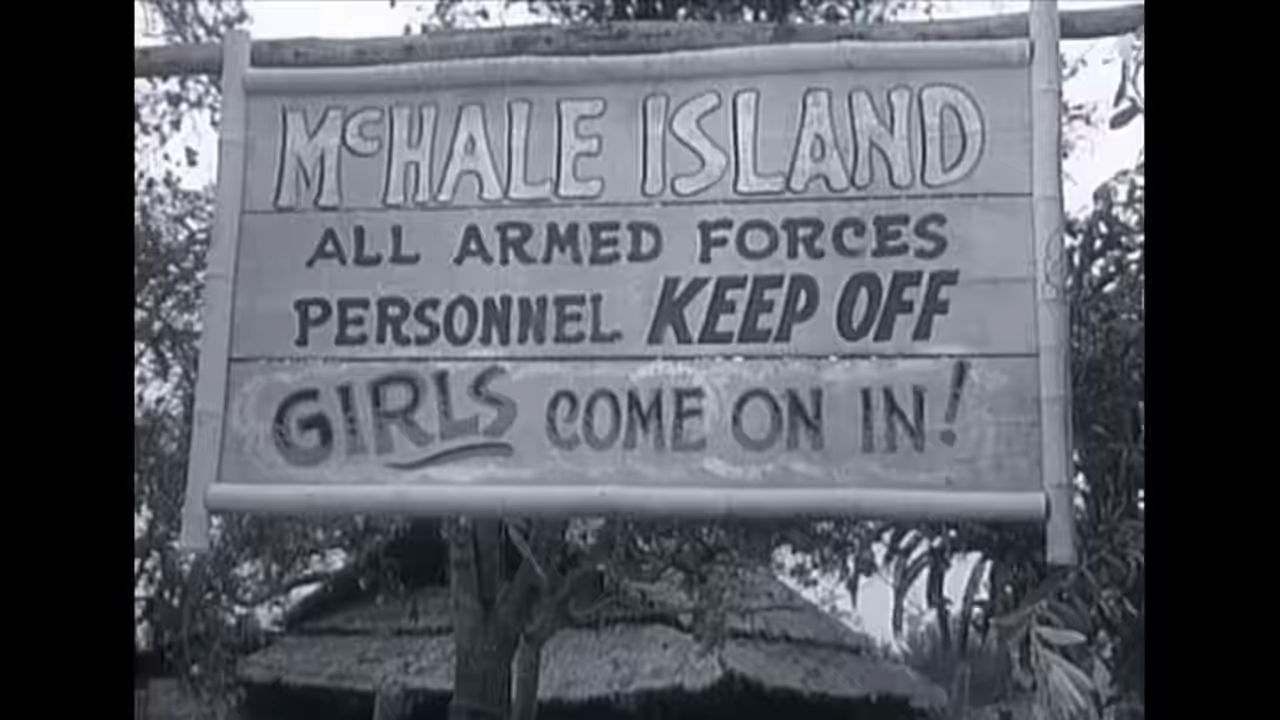 McHALE ISLAND
ALL ARMED FORCES
PERSONNEL KEEP OFF
GIRLS COME ON IN!